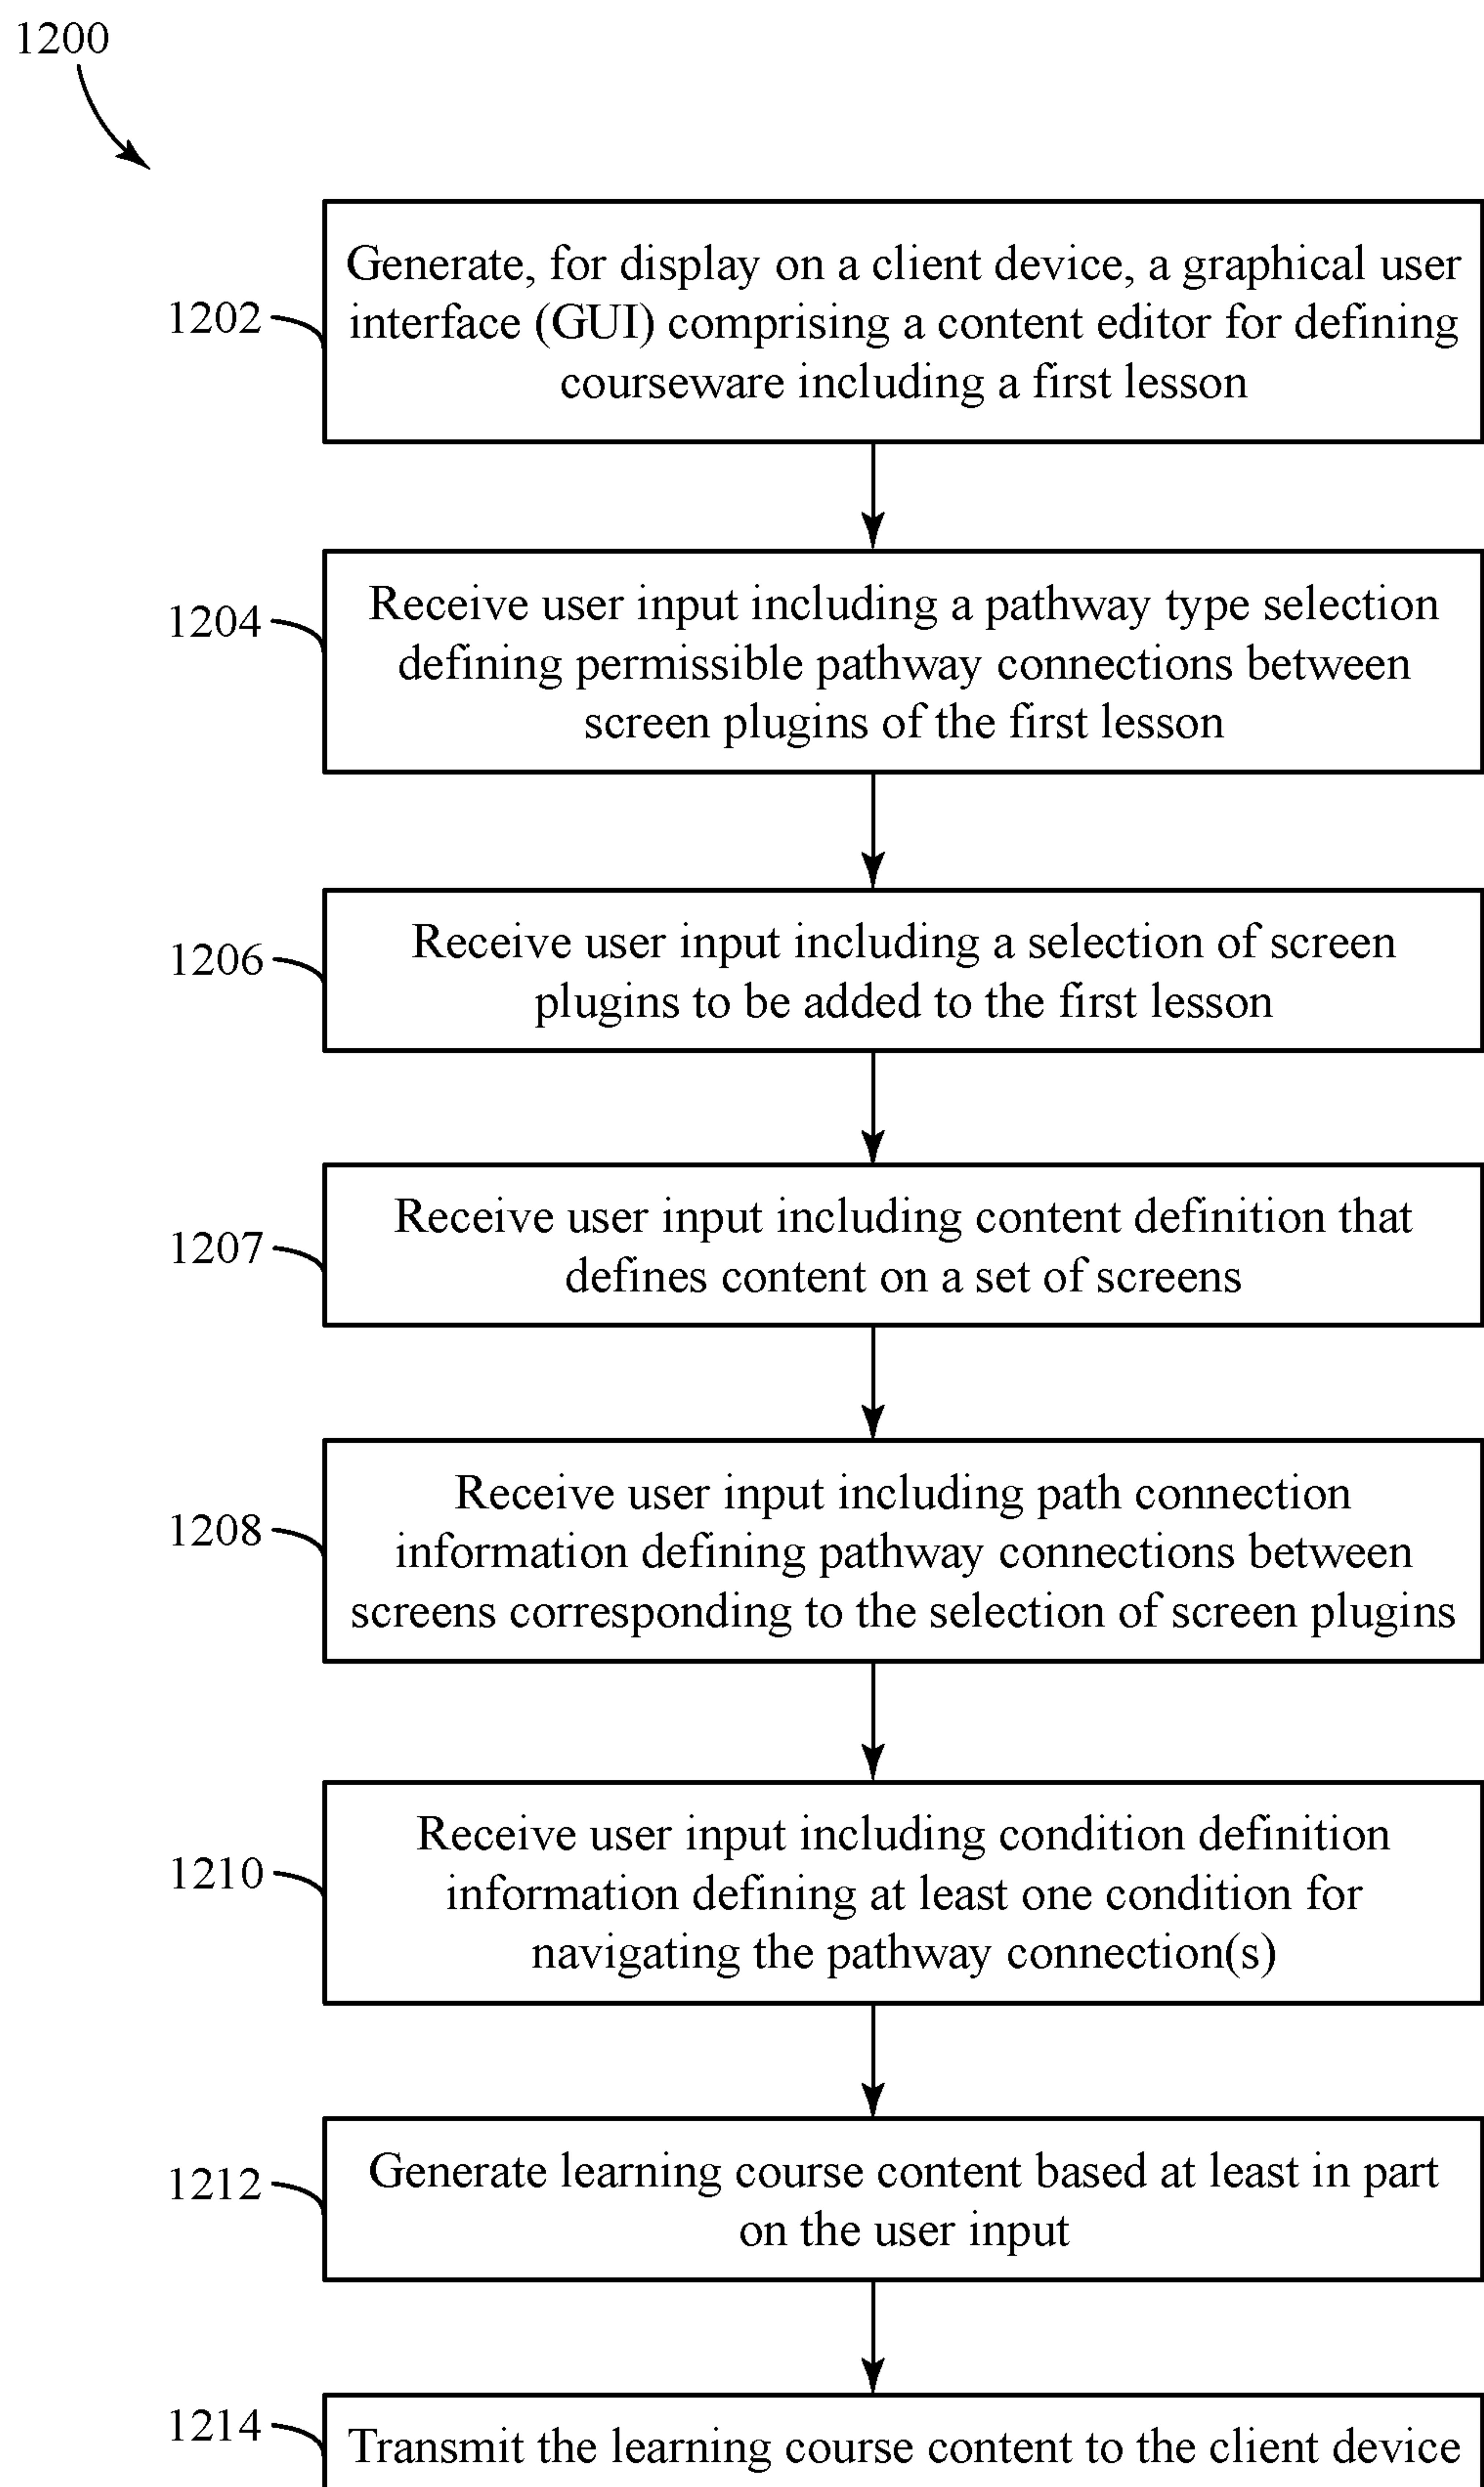 1200
1202
Generate, for display on a client device, a graphical user
interface (GUI) comprising a content editor for defining
courseware including a first lesson
1204
Receive user input including a pathway type selection
defining permissible pathway connections between
screen plugins of the first lesson
1206
Receive user input including a selection of screen
plugins to be added to the first lesson
1207
Receive user input including content definition that
defines content on a set of screens
1208
Receive user input including path connection
information defining pathway connections between
screens corresponding to the selection of screen plugins
1210
Receive user input including condition definition
information defining at least one condition for
navigating the pathway connection(s)
1212
Generate learning course content based at least in part
on the user input
1214
Transmit the learning course content to the client device